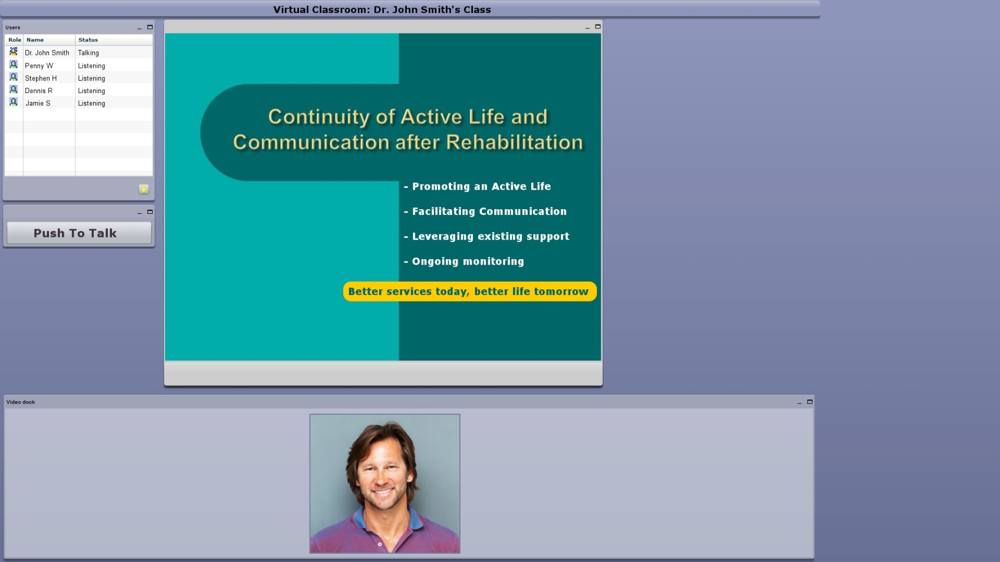 Virtual Classroom: Dr. John Smith's Class
Users
Role Name Status
Dr. John Smith Talking
Penny W Listening
Stephen H Listening
Dennis R Listening
Jamie S Listening
Push To Talk
Continuity of Active Life and
Communication after Rehabilitation
- Promoting an Active Life
- Facilitating Communication
- Leveraging existing support
- Ongoing monitoring
Better services today, better life tomorrow
Video dock